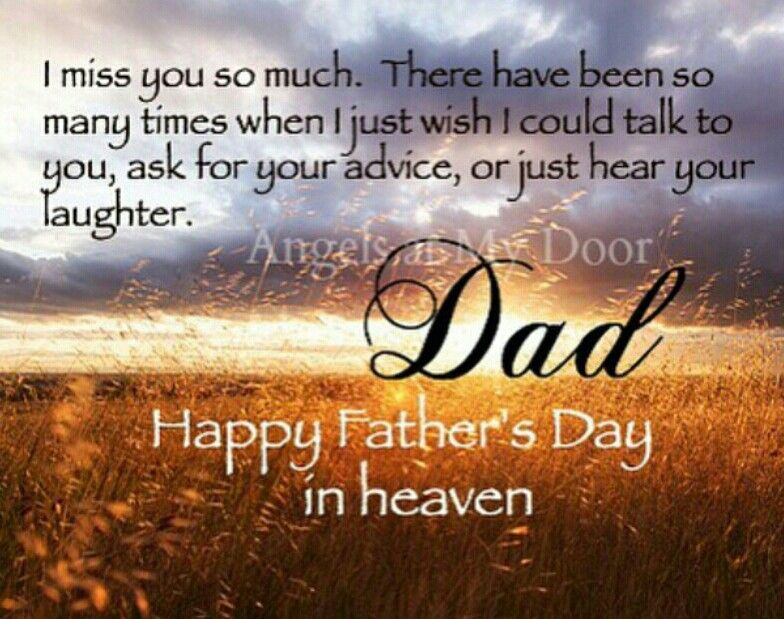 I miss you so much.  There have been so
many times when I just wish I could talk to
you, ask for your advice, or just hear your
laughter.
Angels at My Door
Dad
Happy Father's Day
in heaven